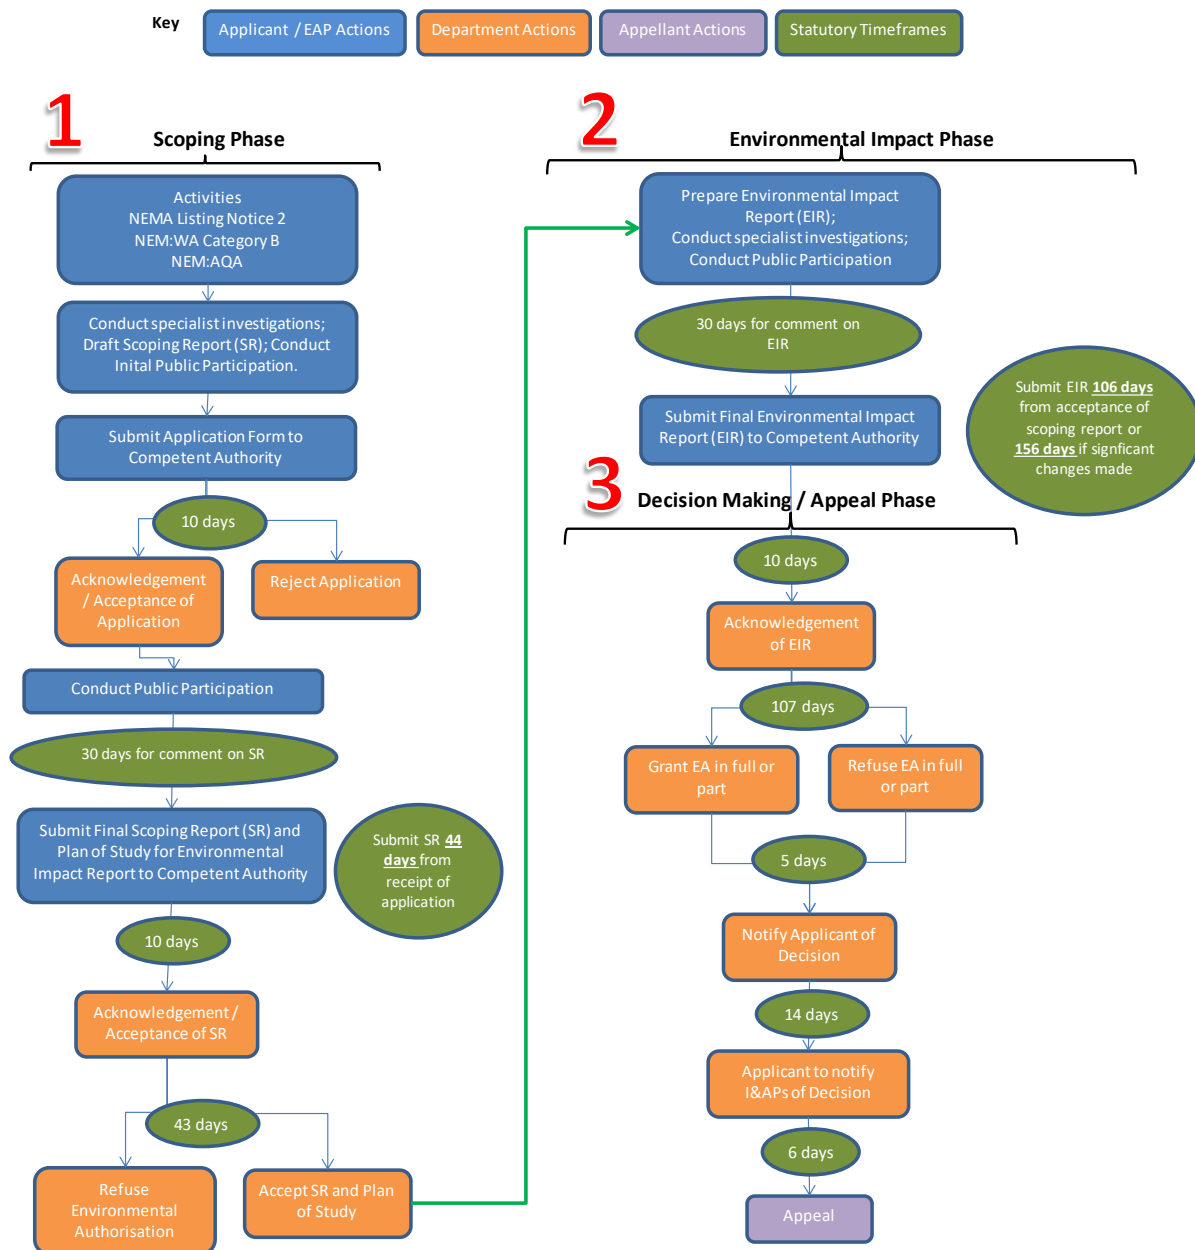 Key
Applicant / EAP Actions
Department Actions
Appellant Actions
Statutory Timeframes
1
Scoping Phase
Activities
NEMA Listing Notice 2
NEM:WA Category B
NEM:AQA
Conduct specialist investigations;
Draft Scoping Report (SR); Conduct
Inital Public Participation.
Submit Application Form to
Competent Authority
10 days
Acknowledgement
/ Acceptance of
Application
Reject Application
Conduct Public Participation
30 days for comment on SR
Submit Final Scoping Report (SR) and
Plan of Study for Environmental
Impact Report to Competent Authority
Submit SR 44
days from
receipt of
application
10 days
Acknowledgement /
Acceptance of SR
43 days
Refuse
Environmental
Authorisation
Accept SR and Plan
of Study
2
Environmental Impact Phase
Prepare Environmental Impact
Report (EIR);
Conduct specialist investigations;
Conduct Public Participation
30 days for comment on
EIR
Submit Final Environmental Impact
Report (EIR) to Competent Authority
Submit EIR 106 days
from acceptance of
scoping report or
156 days if signficant
changes made
3
Decision Making / Appeal Phase
10 days
Acknowledgement
of EIR
107 days
Grant EA in full or
part
Refuse EA in full
or part
5 days
Notify Applicant of
Decision
14 days
Applicant to notify
I&APs of Decision
6 days
Appeal